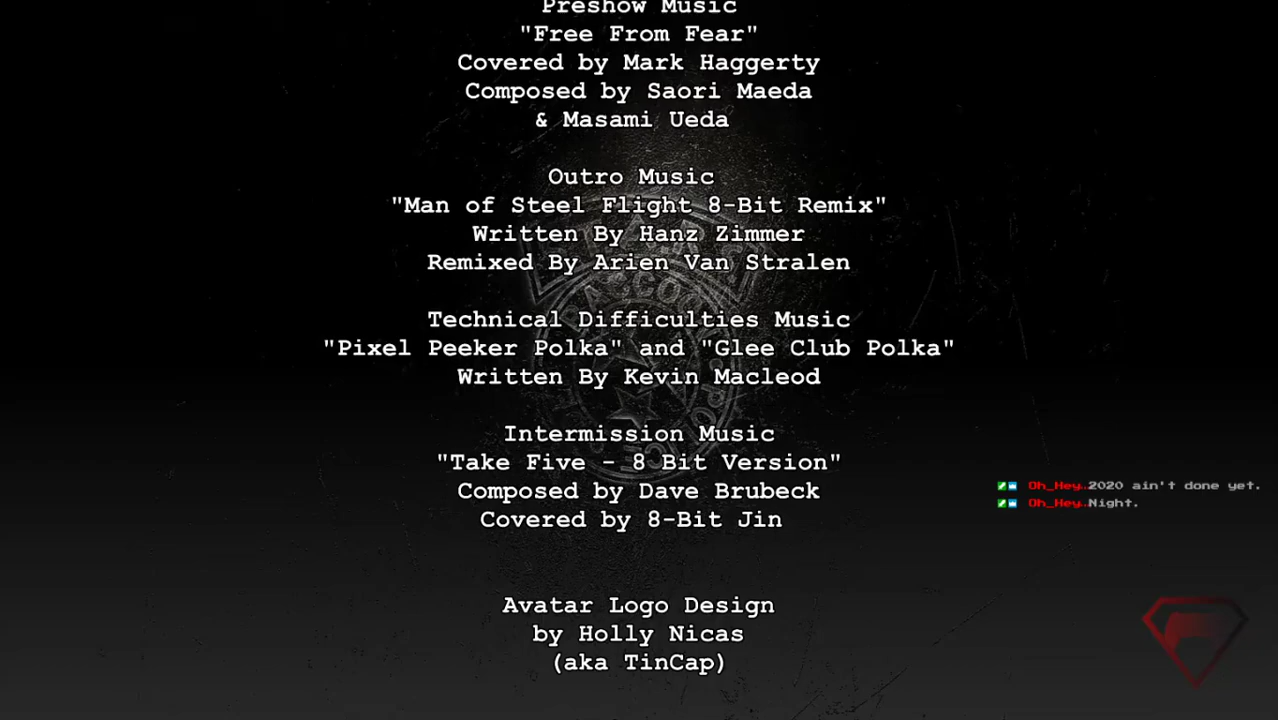 Preshow Music
"Free From Fear"
Covered by Mark Haggerty
Composed by Saori Maeda
& Masami Ueda
Outro Music
"Man of Steel Flight 8-Bit Remix"
Written By Hanz Zimmer
Remixed By Arien Van Stralen
Technical Difficulties Music
"Pixel Peeker Polka" and "Glee Club Polka"
Written By Kevin Macleod
Intermission Music
"Take Five - 8 Bit Version"
Composed by Dave Brubeck
Covered by 8-Bit Jin
Oh_Hey..2020 ain't done yet.
Oh_Hey..Night.
Avatar Logo Design
by Holly Nicas
(aka TinCap)